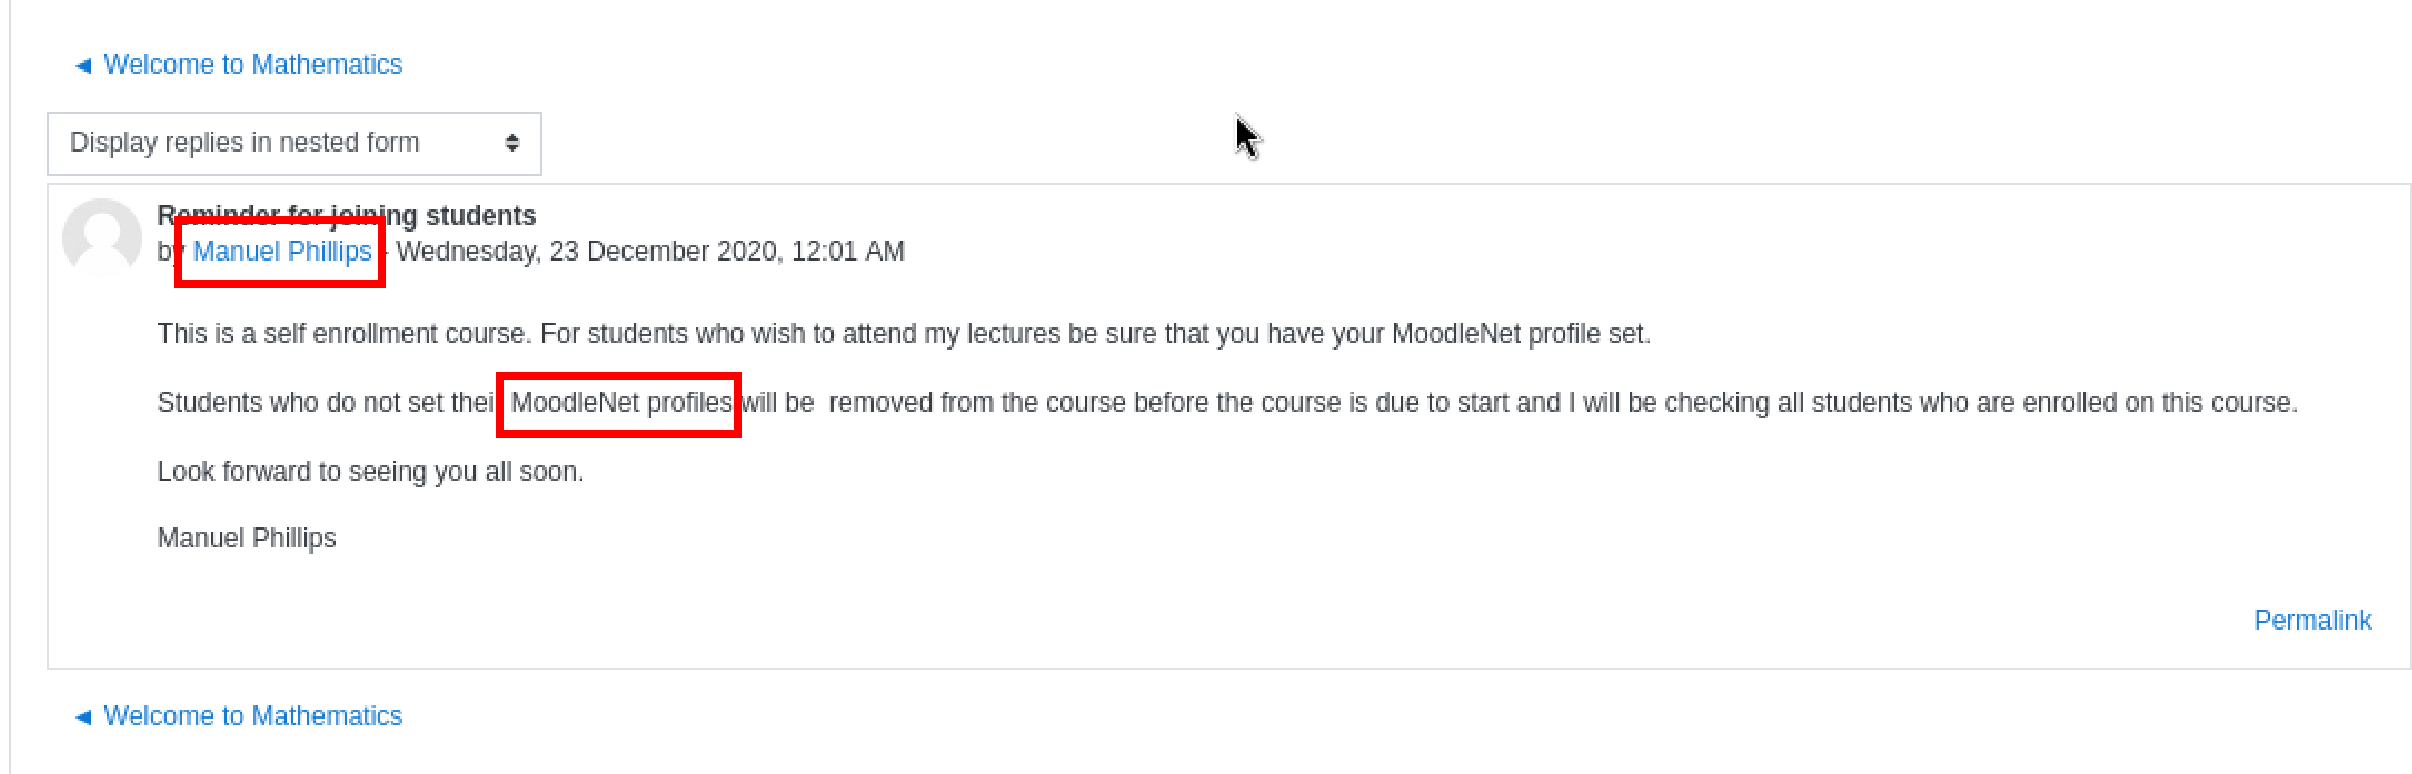 ◄ Welcome to Mathematics
Display replies in nested form
Reminder for joining students
by Manuel Phillips - Wednesday, 23 December 2020, 12:01 AM
This is a self enrollment course. For students who wish to attend my lectures be sure that you have your MoodleNet profile set.
Students who do not set their MoodleNet profiles will be removed from the course before the course is due to start and I will be checking all students who are enrolled on this course.
Look forward to seeing you all soon.
Manuel Phillips
Permalink
◄ Welcome to Mathematics